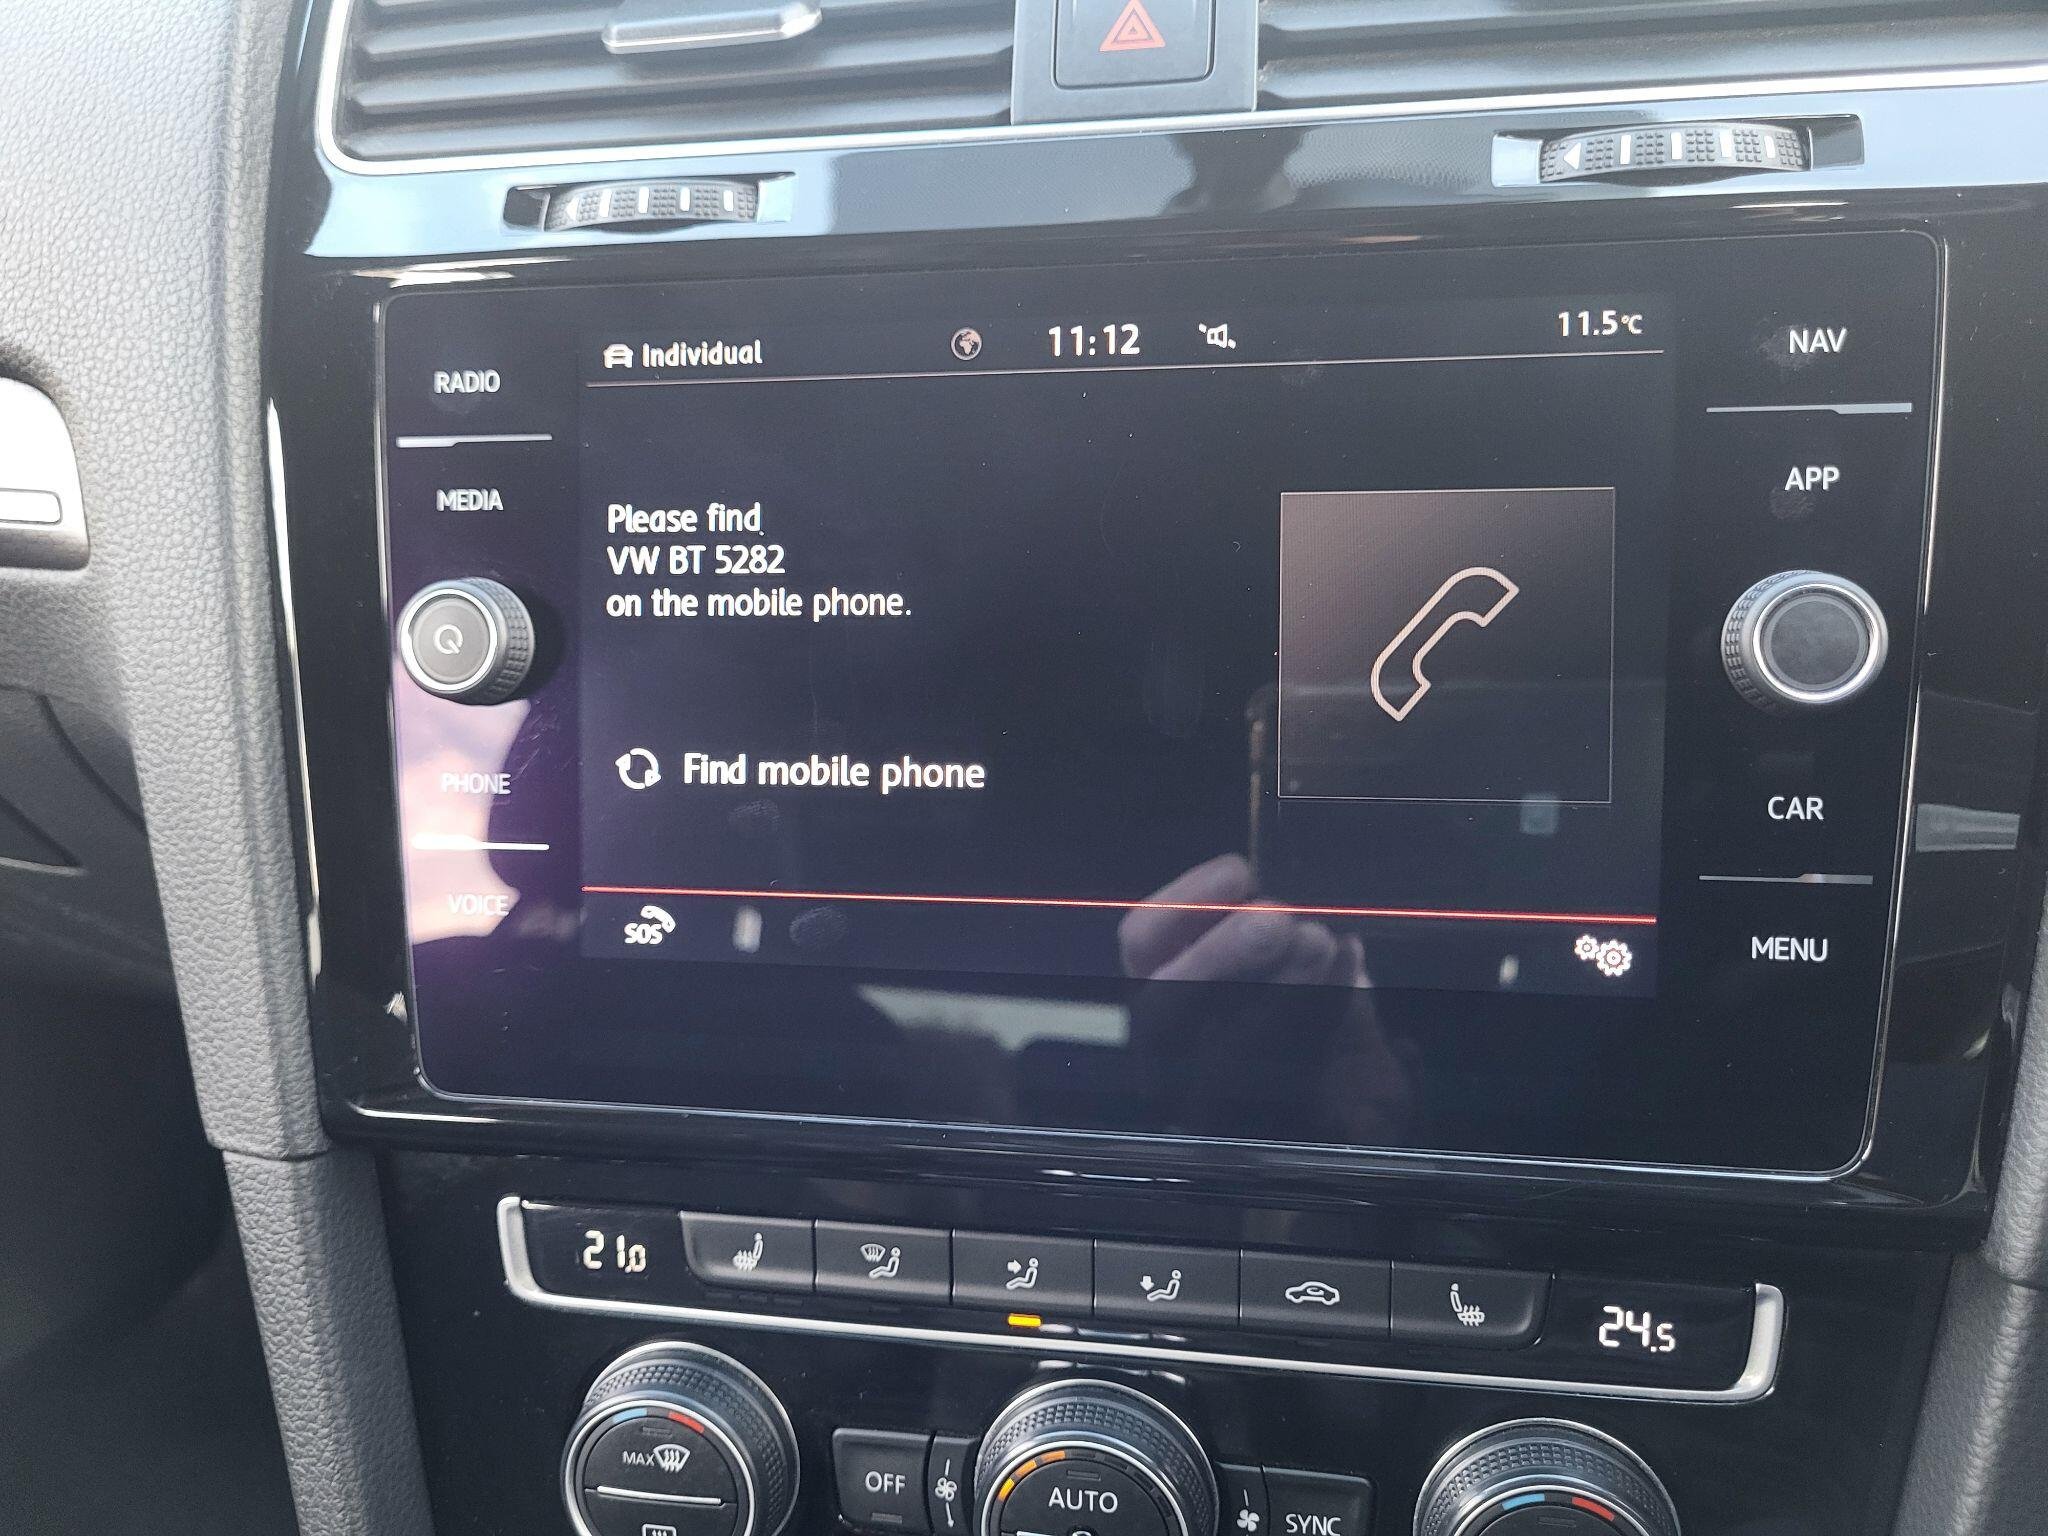 Individual
11:12
11.5°C
RADIO
MEDIA
PHONE
VOICE
Please find
VW BT 5282
on the mobile phone.
Find mobile phone
SOS
NAV
APP
CAR
MENU
21.0
24.5
MAX
OFF
AUTO
SYNC